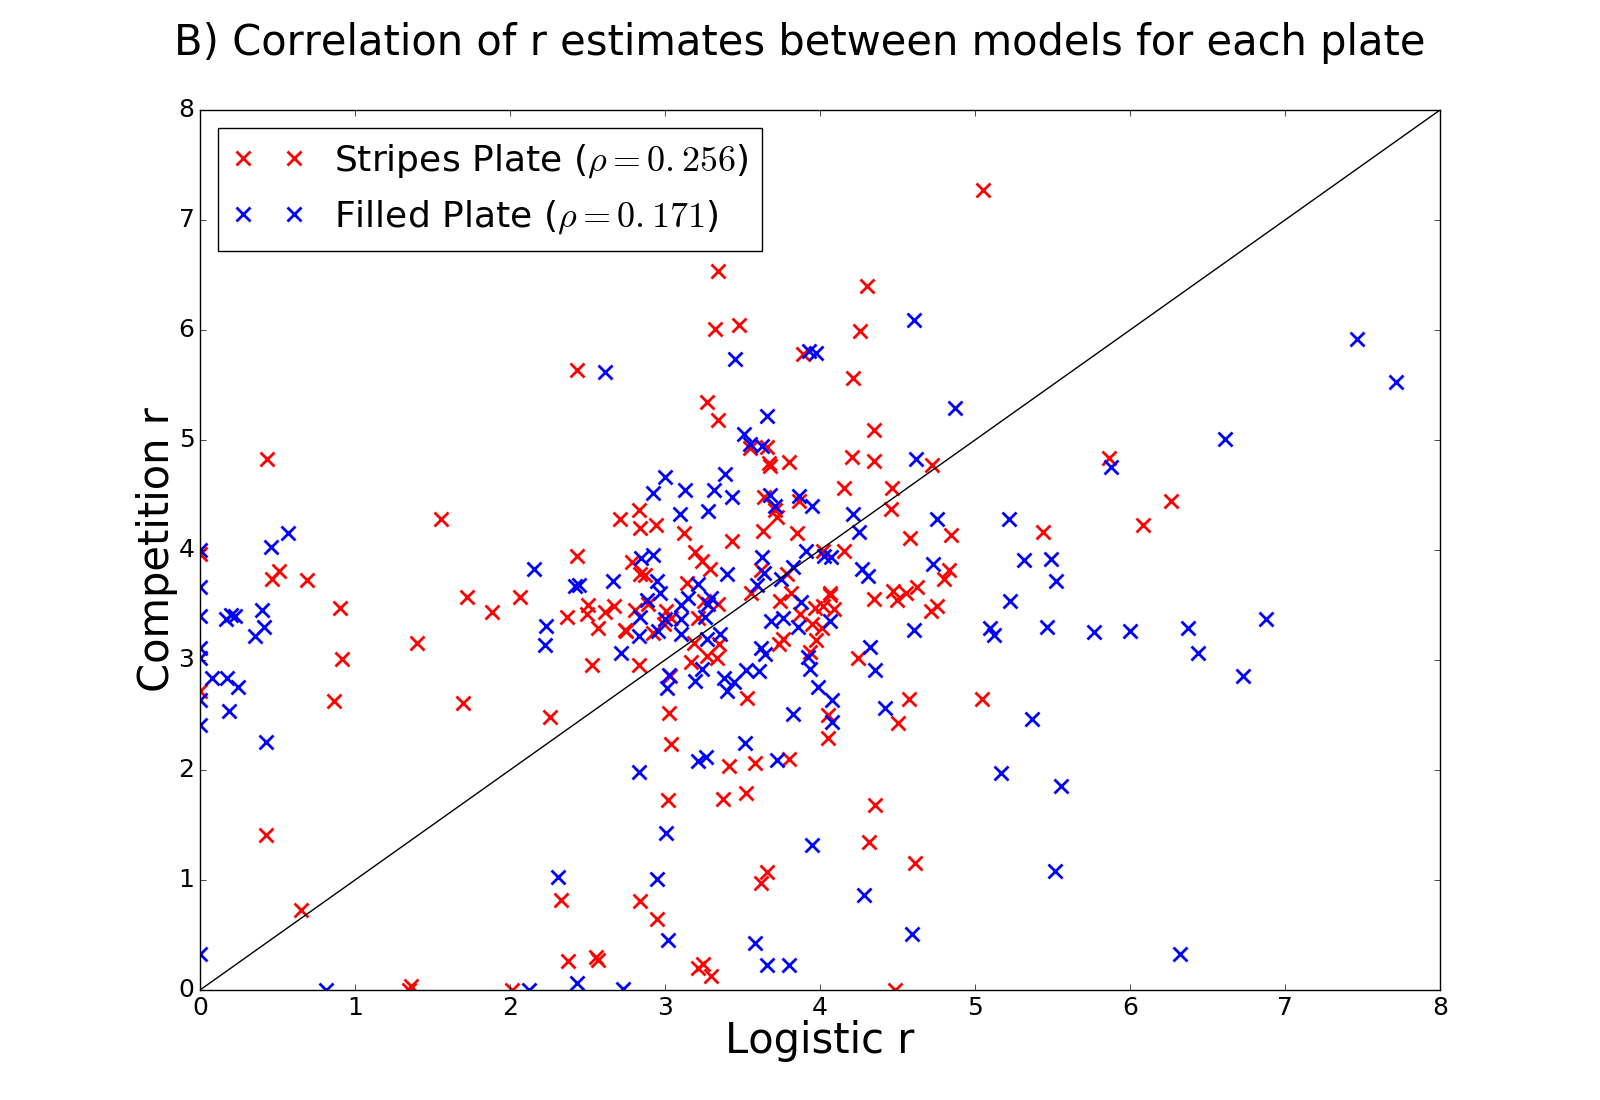 B) Correlation of r estimates between models for each plate
Stripes Plate (ρ = 0.256)
Filled Plate (ρ = 0.171)
8
7
6
5
4
3
2
1
0
Competition r
0 1 2 3 4 5 6 7 8
Logistic r